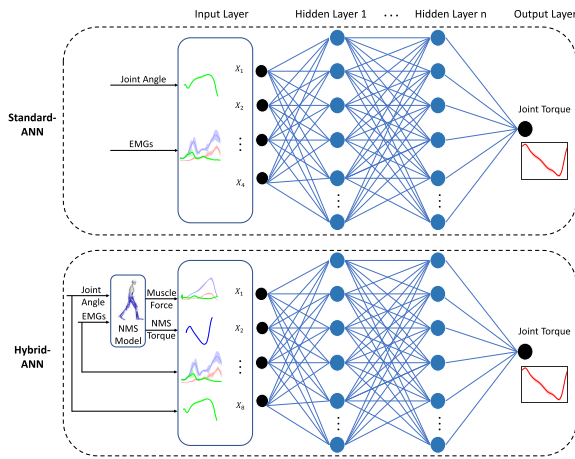 Input Layer
Hidden Layer 1
...
Hidden Layer n
Output Layer
Standard-
ANN
Joint Angle
EMGs
X1
X2
⋮
X4
⋮
⋮
Joint Torque
Hybrid-
ANN
Joint
Angle
EMGs
NMS
Model
Muscle
Force
NMS
Torque
X1
X2
⋮
X8
⋮
⋮
Joint Torque